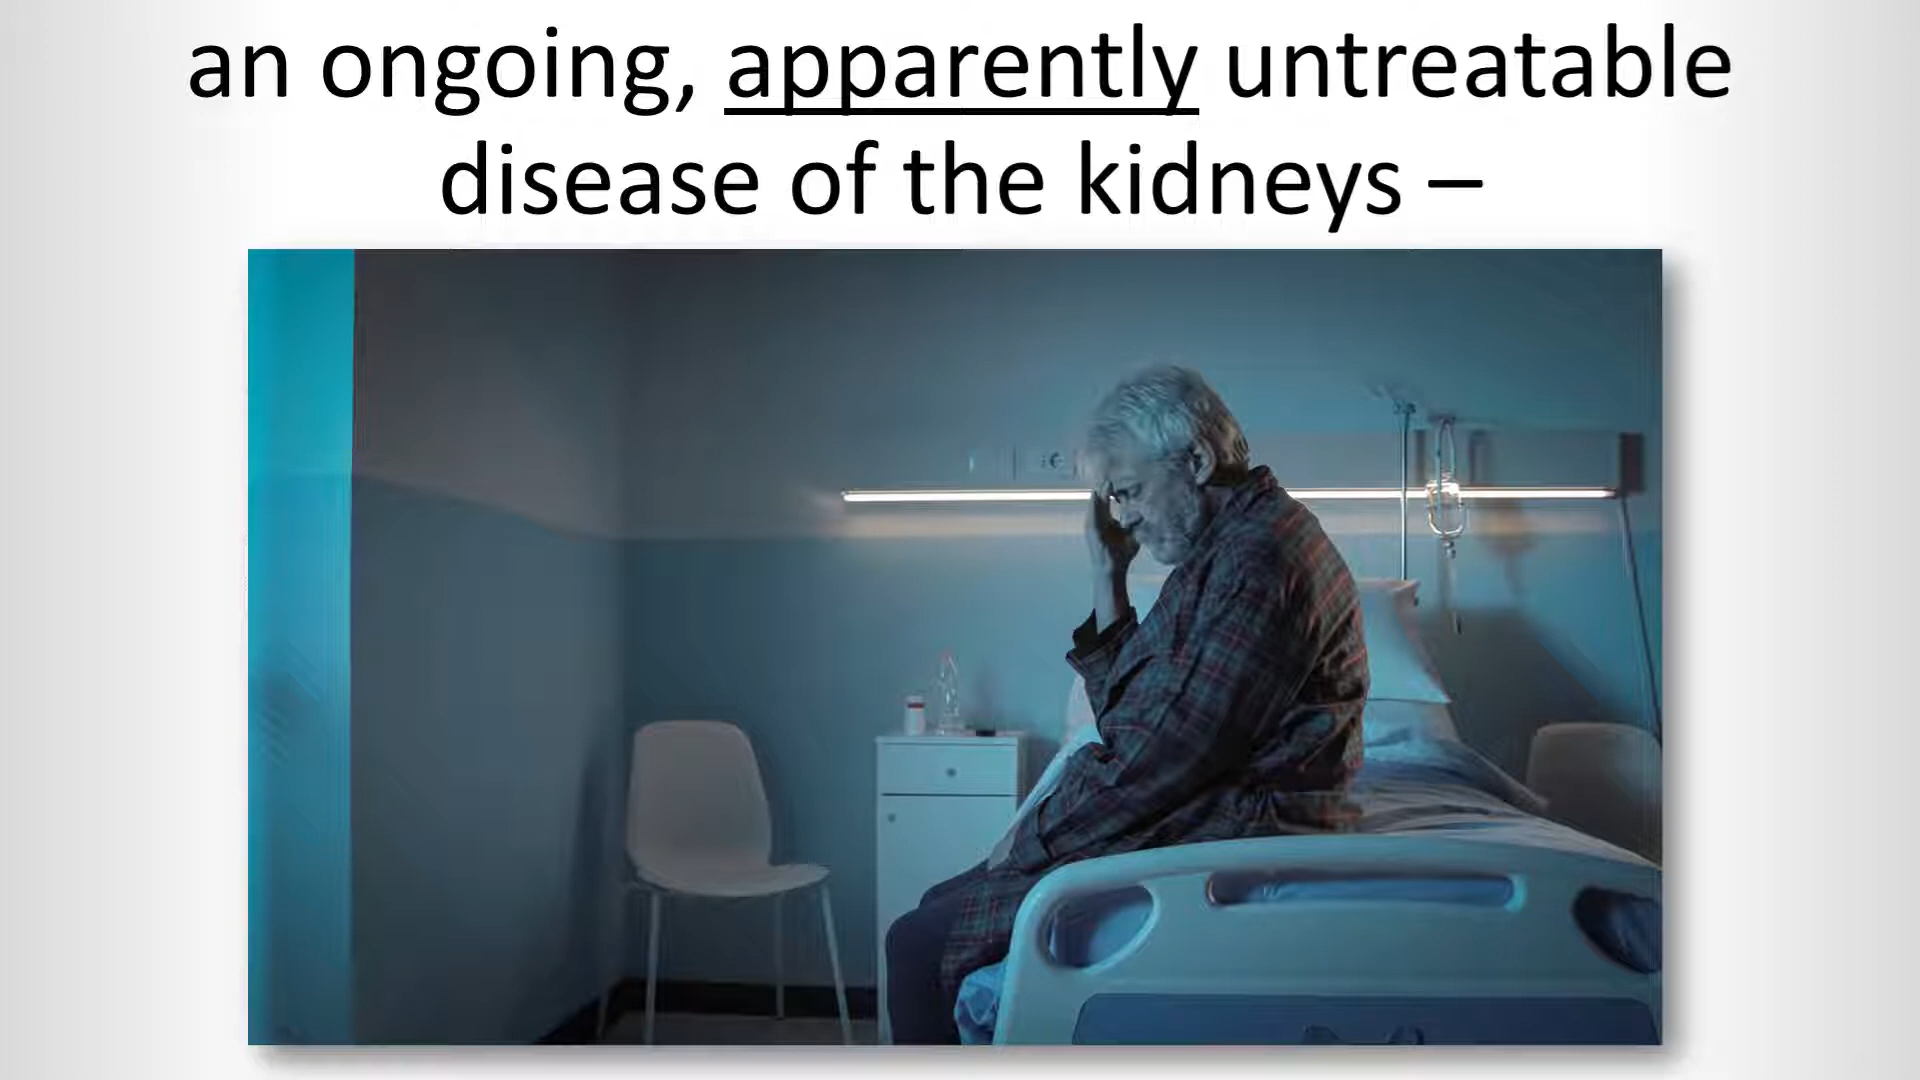 an ongoing, apparently untreatable
disease of the kidneys –